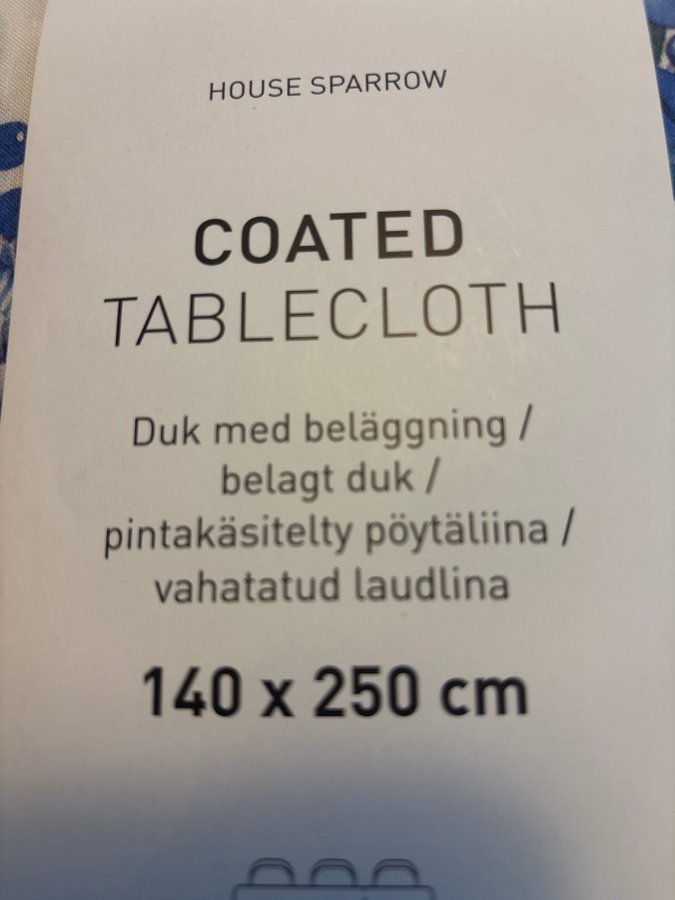 HOUSE SPARROW
COATED
TABLECLOTH
Duk med beläggning /
belagt duk /
pintakäsitelty pöytäliina /
vahatatud laudlina
140 x 250 cm